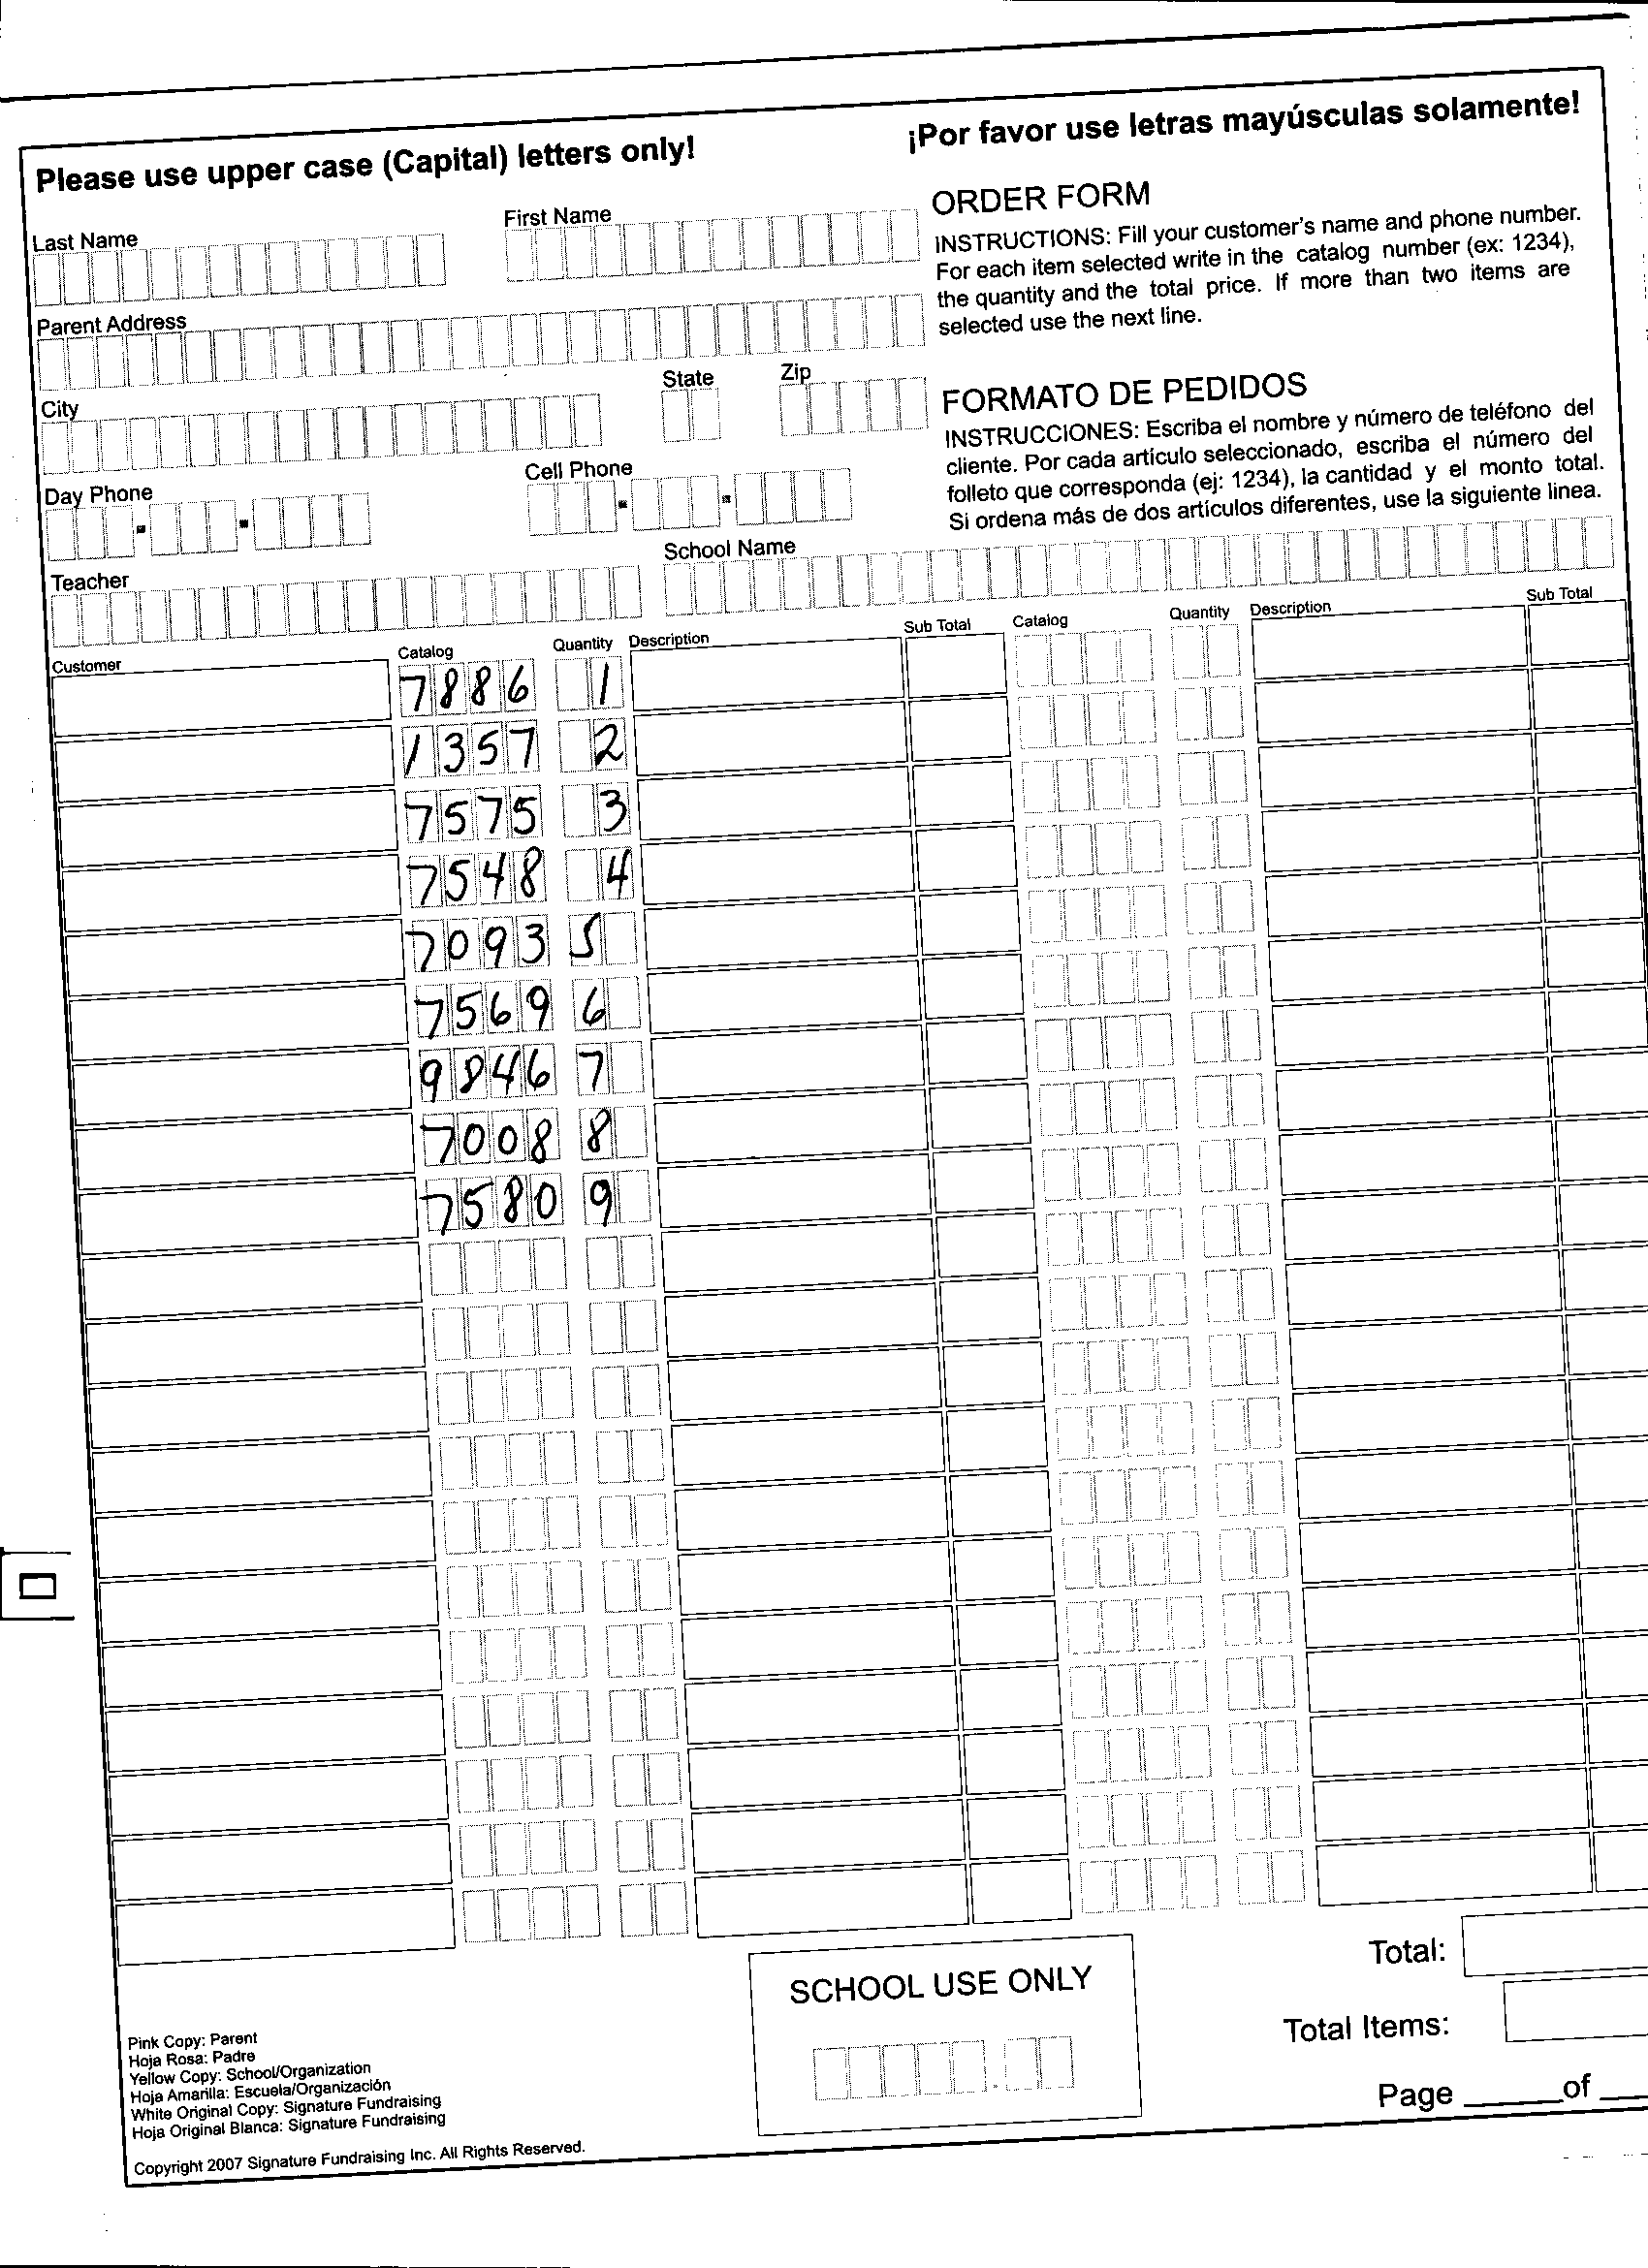 Please use upper case (Capital) letters only!
¡Por favor use letras mayúsculas solamente!
Last Name
First Name
Parent Address
City
State
Zip
Day Phone
Cell Phone
ORDER FORM
INSTRUCTIONS: Fill your customer's name and phone number.
For each item selected write in the catalog number (ex: 1234),
the quantity and the total price. If more than two items are
selected use the next line.
FORMATO DE PEDIDOS
INSTRUCCIONES: Escriba el nombre y número de teléfono del
cliente. Por cada articulo seleccionado, escriba el número del
folleto que corresponda (ej: 1234), la cantidad y el monto total.
Si ordena más de dos artículos diferentes, use la siguiente linea.
Teacher
School Name
Customer Catalog Quantity Description Sub Total Catalog Quantity Description Sub Total
7886 1
1357 2
7575 3
7548 4
7093 5
7569 6
9846 7
7008 8
7580 9
SCHOOL USE ONLY
Total:
Total Items:
Page ____of ____
Pink Copy: Parent
Hoja Rosa: Padre
Yellow Copy: School/Organization
Hoja Amarilla: Escuela/Organización
White Original Copy: Signature Fundraising
Hoja Original Blanca: Signature Fundraising
Copyright 2007 Signature Fundraising Inc. All Rights Reserved.